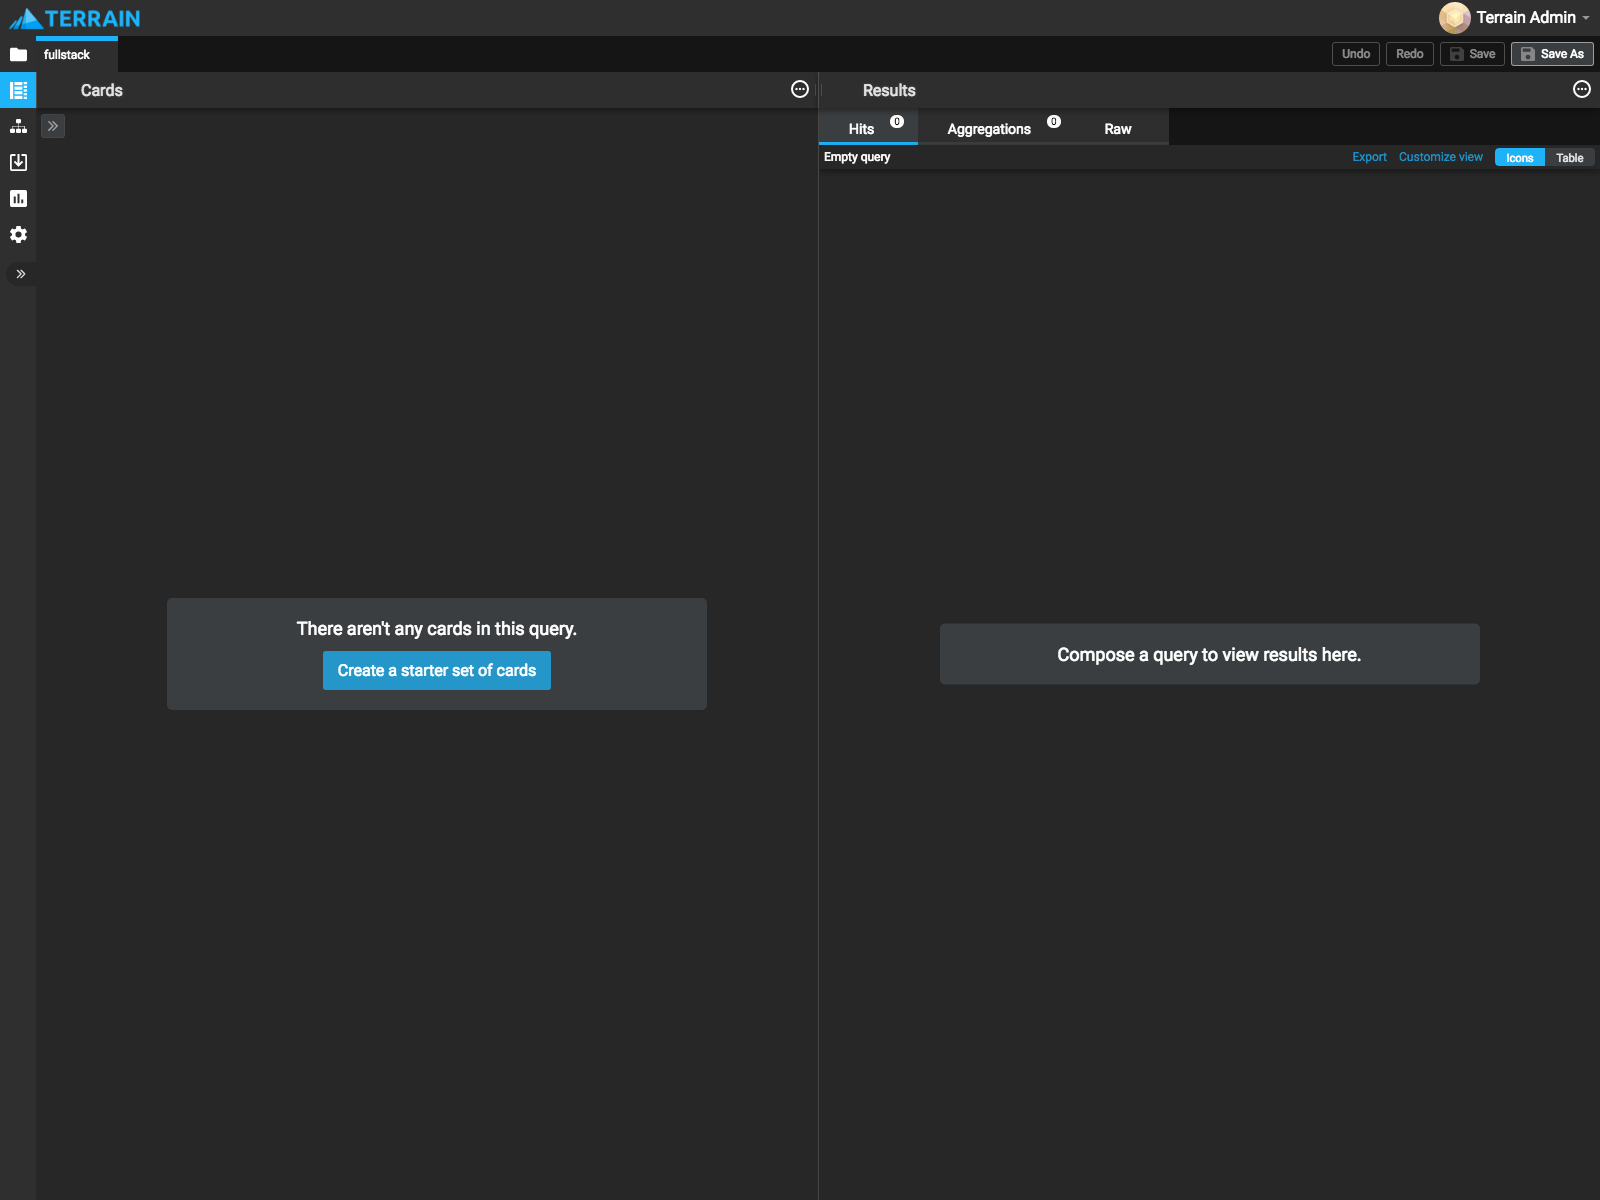 TERRAIN
Terrain Admin
fullstack
Undo Redo Save Save As
Cards
Results
Hits 0 Aggregations 0 Raw
Empty query
Export Customize view Icons Table
There aren't any cards in this query.
Create a starter set of cards
Compose a query to view results here.